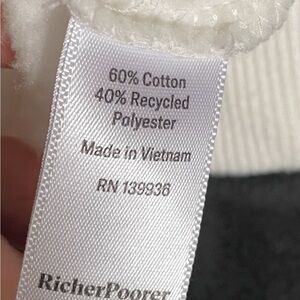 60% Cotton
40% Recycled
Polyester
Made in Vietnam
RN 139936
RicherPoorer